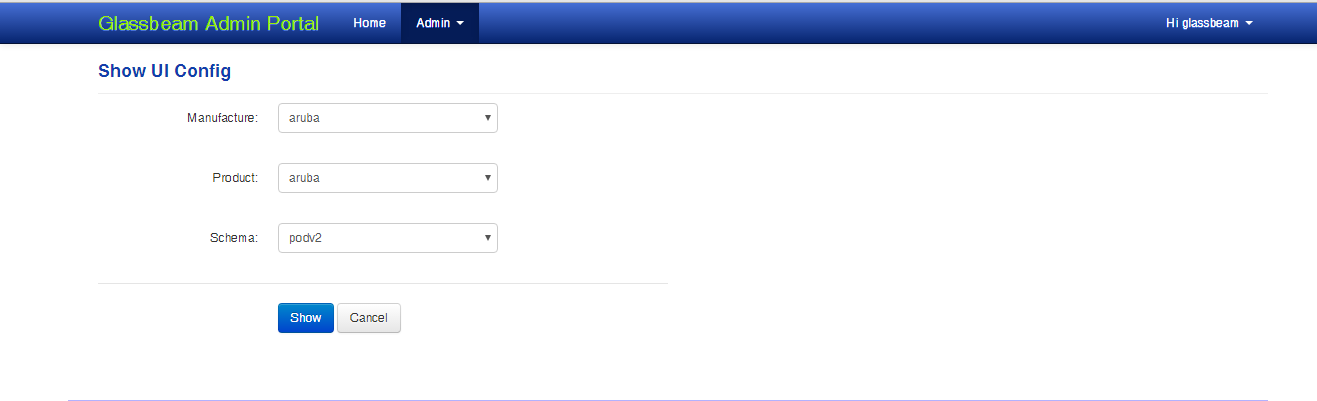 Glassbeam Admin Portal Home Admin Hi glassbeam
Show UI Config
Manufacture: aruba
Product: aruba
Schema: podv2
Show Cancel